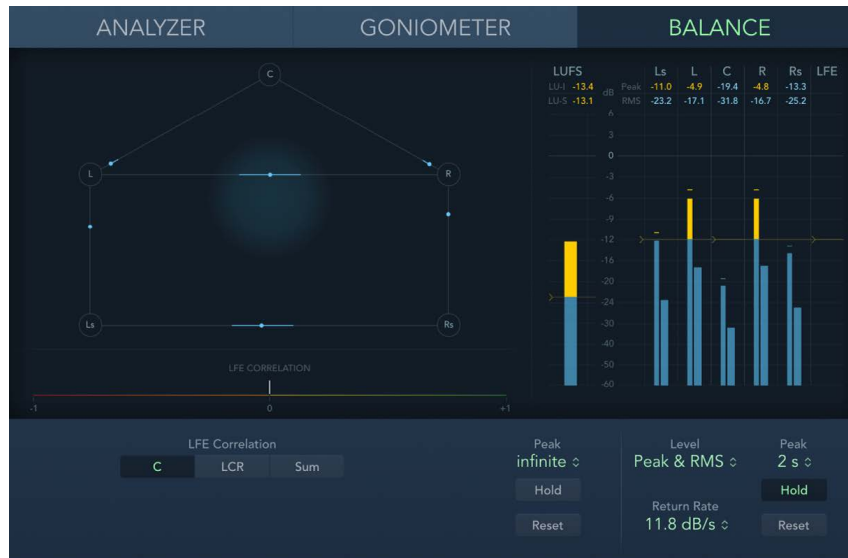 ANALYZER GONIOMETER BALANCE
C
L
R
Ls
Rs
LFE CORRELATION
-1 0 +1
LUFS Ls L C R Rs LFE
LU-I -13.4 dB Peak -11.0 -4.9 -19.4 -4.8 -13.3
LU-S -13.1 RMS -23.2 -17.1 -31.8 -16.7 -25.2
6
3
0
-3
-6
-9
-12
-16
-20
-24
-30
-40
-50
-60
LFE Correlation
C LCR Sum
Peak
infinite
Hold
Reset
Level
Peak & RMS
Return Rate
11.8 dB/s
Peak
2 s
Hold
Reset